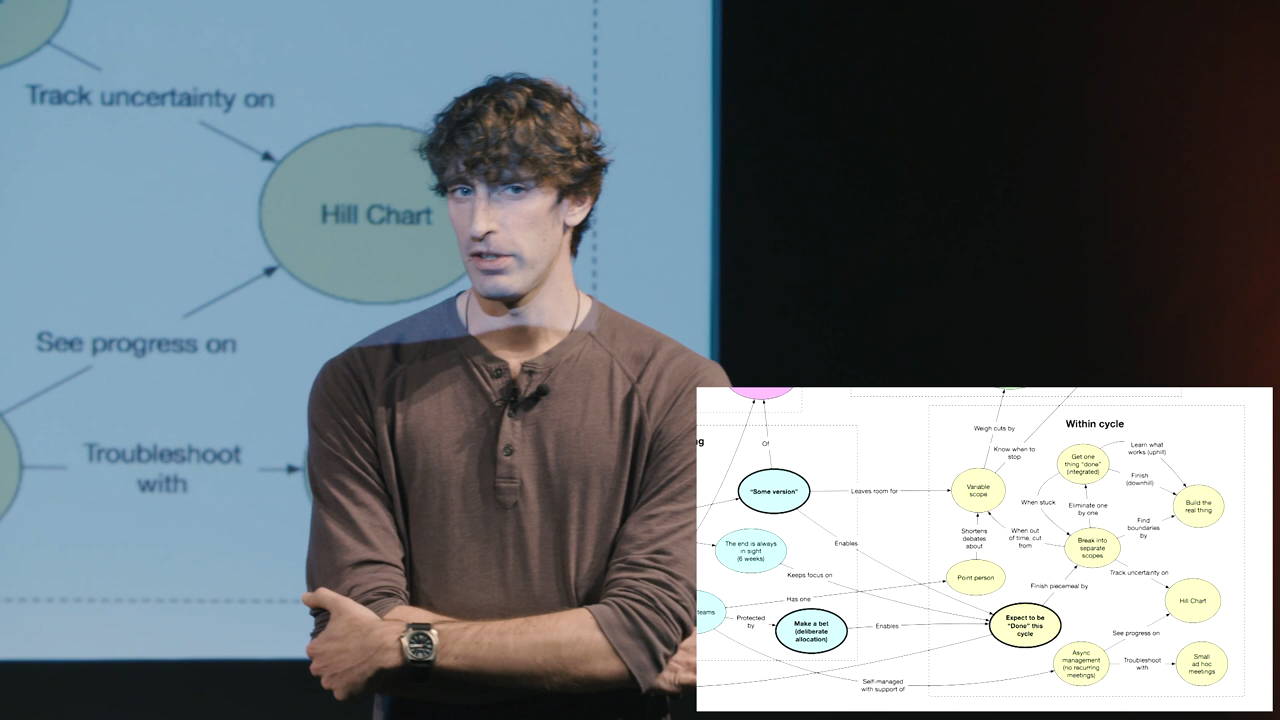 Track uncertainty on
Hill Chart
See progress on
Troubleshoot
with
Within cycle
Of
Weigh cuts by
Know when to
stop
Get one
thing "done"
(integrated)
Learn what
works (uphill)
Finish
(downhill)
"Some version"
Leaves room for
Variable
scope
When stuck
Eliminate one
by one
Build the
real thing
Find
boundaries
by
Shortens
debates
about
When out
of time, cut
from
Break into
separate
scopes
The end is always
in sight
(6 weeks)
Enables
Keeps focus on
Point person
Track uncertainty on
Finish piecemeal by
Has one
Hill Chart
teams
Protected
by
Make a bet
(deliberate
allocation)
Enables
Expect to be
"Done" this
cycle
See progress on
Async
management
(no recurring
meetings)
Troubleshoot
with
Small
ad hoc
meetings
Self-managed
with support of